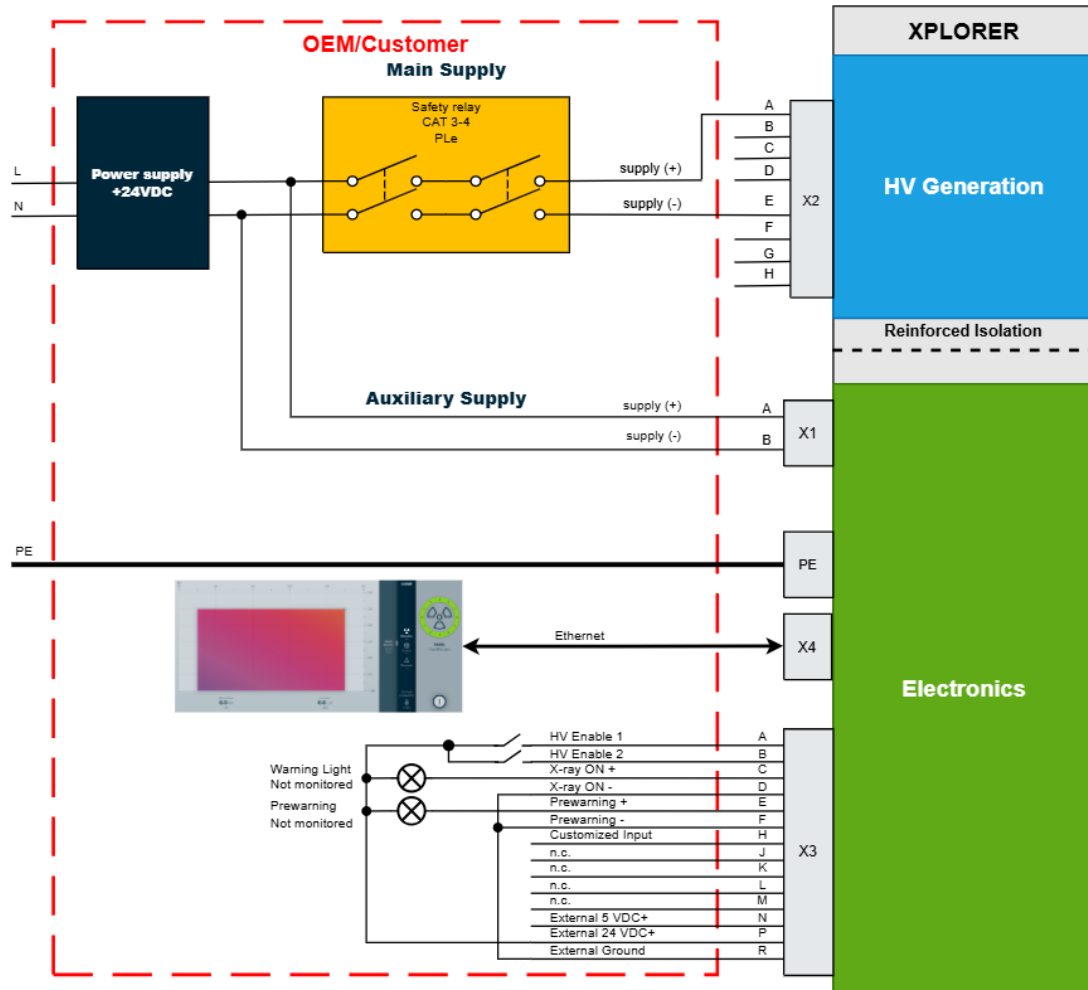 OEM/Customer
XPLORER
Main Supply
Safety relay
CAT 3-4
PLe
Power supply
+24VDC
L
N
supply (+)
supply (-)
A
B
C
D
E
F
G
H
X2
HV Generation
Reinforced Isolation
Auxiliary Supply
supply (+)
supply (-)
A
B
X1
PE
PE
Ethernet
X4
Electronics
HV Enable 1
A
HV Enable 2
B
Warning Light
Not monitored
X-ray ON +
C
X-ray ON -
D
Prewarning
Not monitored
Prewarning +
E
Prewarning -
F
Customized Input
H
n.c.
J
n.c.
K
n.c.
L
n.c.
M
External 5 VDC+
N
External 24 VDC+
P
External Ground
R
X3